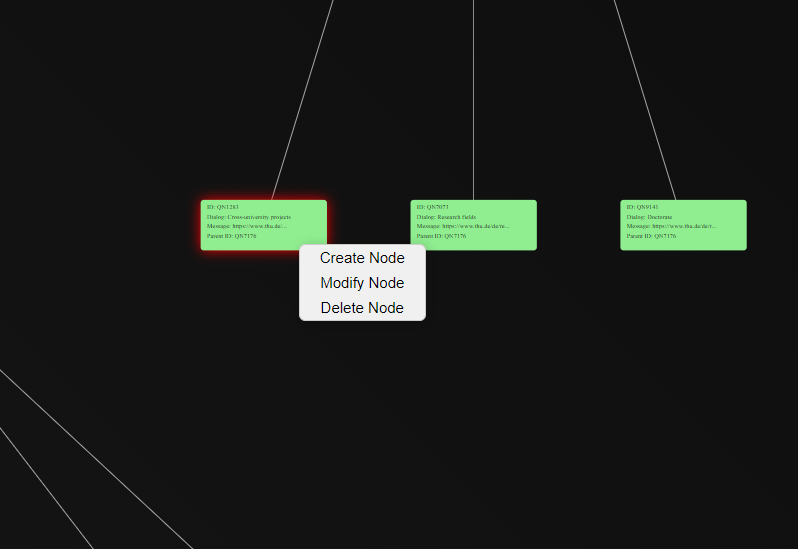 ID: QN1283
Dialog: Cross-university projects
Message: https://www.thu.de/...
Parent ID: QN7176
ID: QN7073
Dialog: Research fields
Message: https://www.thu.de/de/re...
Parent ID: QN7176
ID: QN9141
Dialog: Doctorate
Message: https://www.thu.de/de/r...
Parent ID: QN7176
Create Node
Modify Node
Delete Node